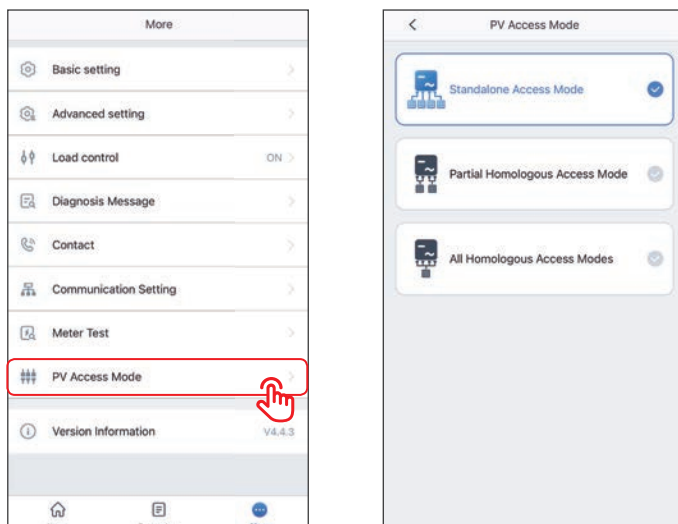 More
Basic setting
Advanced setting
Load control ON
Diagnosis Message
Contact
Communication Setting
Meter Test
PV Access Mode
Version Information V4.4.3
PV Access Mode
Standalone Access Mode
Partial Homologous Access Mode
All Homologous Access Modes